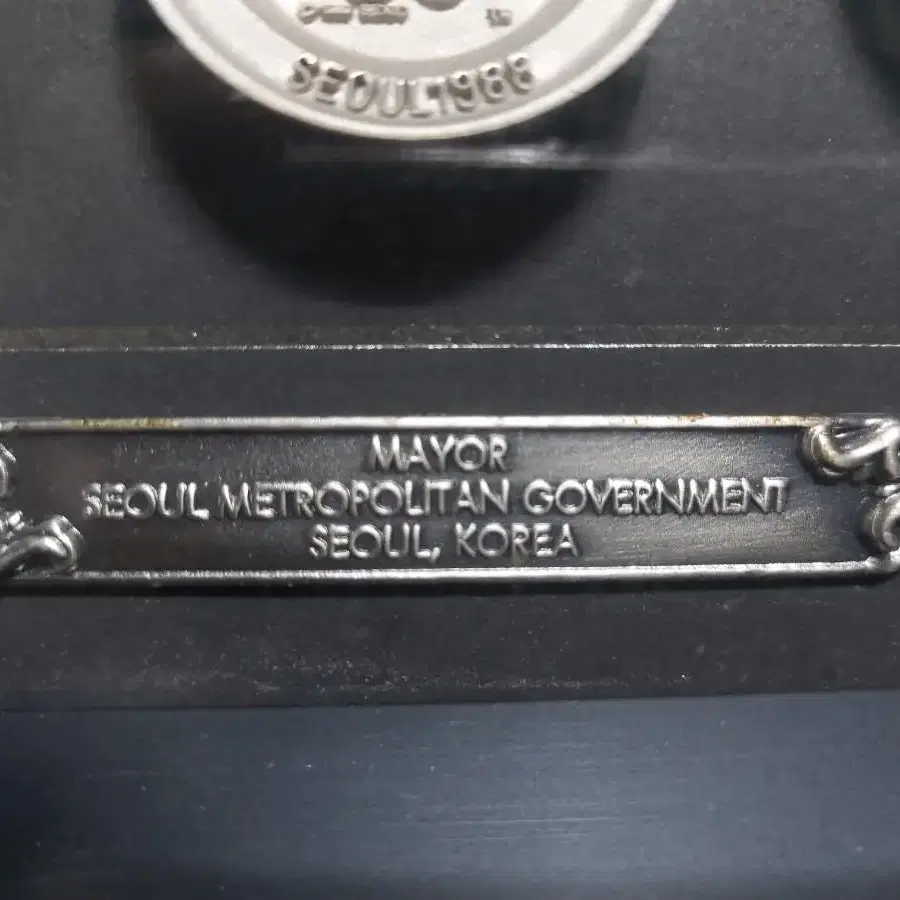 SEOUL1988
MAYOR
SEOUL METROPOLITAN GOVERNMENT
SEOUL, KOREA